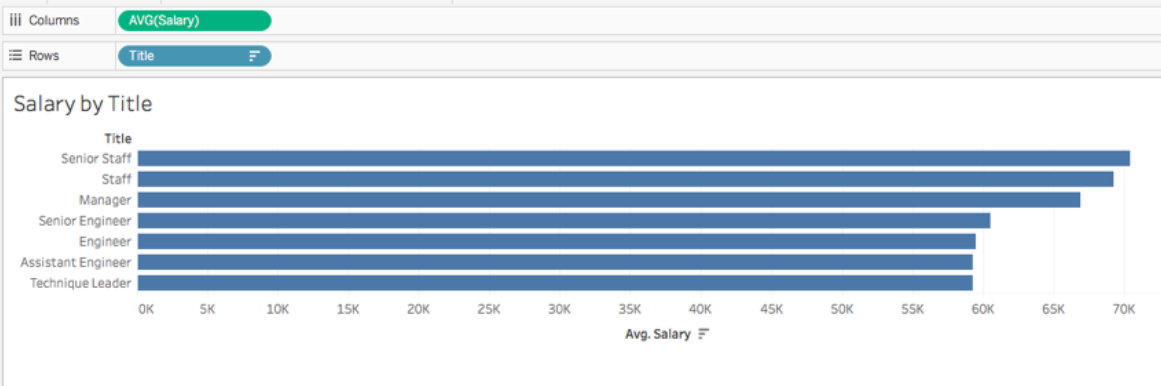 Columns AVG(Salary)
Rows Title
Salary by Title
Title
Senior Staff
Staff
Manager
Senior Engineer
Engineer
Assistant Engineer
Technique Leader
0K 5K 10K 15K 20K 25K 30K 35K 40K 45K 50K 55K 60K 65K 70K
Avg. Salary